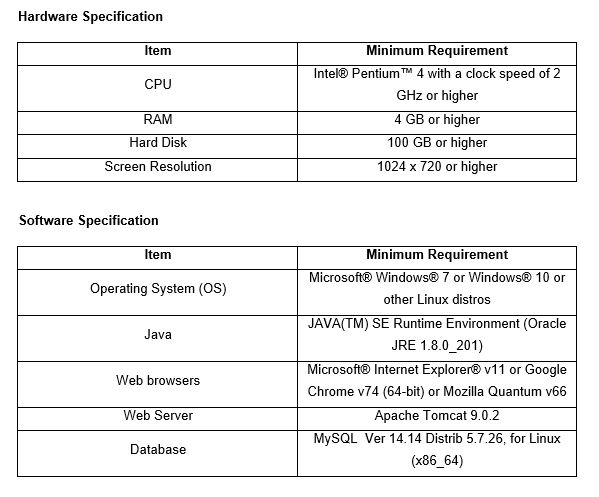 Hardware Specification
Item
Minimum Requirement
CPU
Intel® Pentium™ 4 with a clock speed of 2
GHz or higher
RAM
4 GB or higher
Hard Disk
100 GB or higher
Screen Resolution
1024 x 720 or higher
Software Specification
Item
Minimum Requirement
Operating System (OS)
Microsoft® Windows® 7 or Windows® 10 or
other Linux distros
Java
JAVA(TM) SE Runtime Environment (Oracle
JRE 1.8.0_201)
Web browsers
Microsoft® Internet Explorer® v11 or Google
Chrome v74 (64-bit) or Mozilla Quantum v66
Web Server
Apache Tomcat 9.0.2
Database
MySQL  Ver 14.14 Distrib 5.7.26, for Linux
(x86_64)